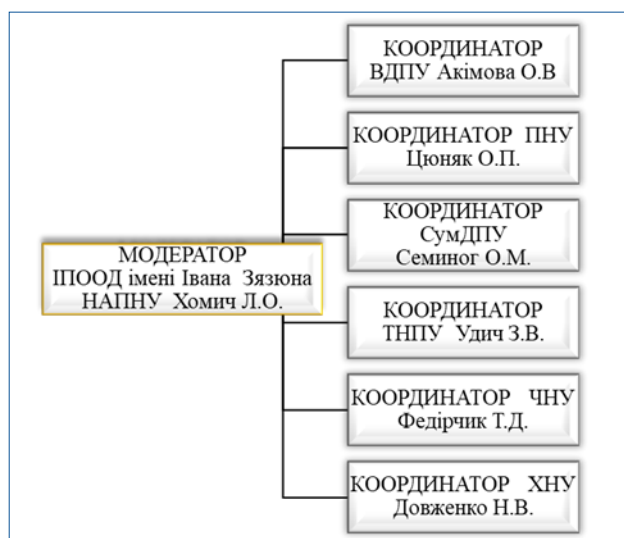 МОДЕРАТОР
ІПООД імені Івана Зязюна
НАПНУ Хомич Л.О.
КООРДИНАТОР
ВДПУ Акімова О.В
КООРДИНАТОР ПНУ
Цюняк О.П.
КООРДИНАТОР
СумДПУ
Семиног О.М.
КООРДИНАТОР
ТНПУ Удич З.В.
КООРДИНАТОР ЧНУ
Федірчик Т.Д.
КООРДИНАТОР ХНУ
Довженко Н.В.